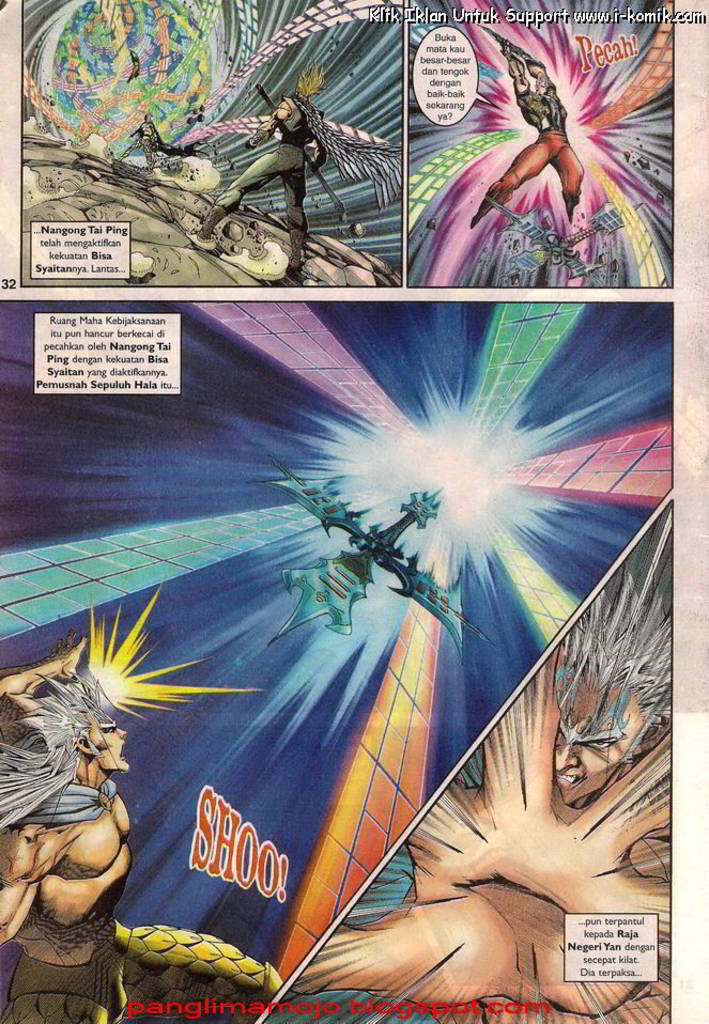 Klik Iklan Untuk Support www.i-komik.com
Buka
mata kau
besar-besar
dan tengok
dengan
baik-baik
sekarang
ya?
Pecah!
...Nangong Tai Ping
telah mengaktifkan
kekuatan Bisa
Syaitannya. Lantas...
32
Ruang Maha Kebijaksanaan
itu pun hancur berkecai di
pecahkan oleh Nangong Tai
Ping dengan kekuatan Bisa
Syaitan yang diaktifkannya.
Pemusnah Sepuluh Hala itu...
SHOO!
...pun terpantul
kepada Raja
Negeri Yan dengan
secepat kilat.
Dia terpaksa...
panglimamojo.blogspot.com